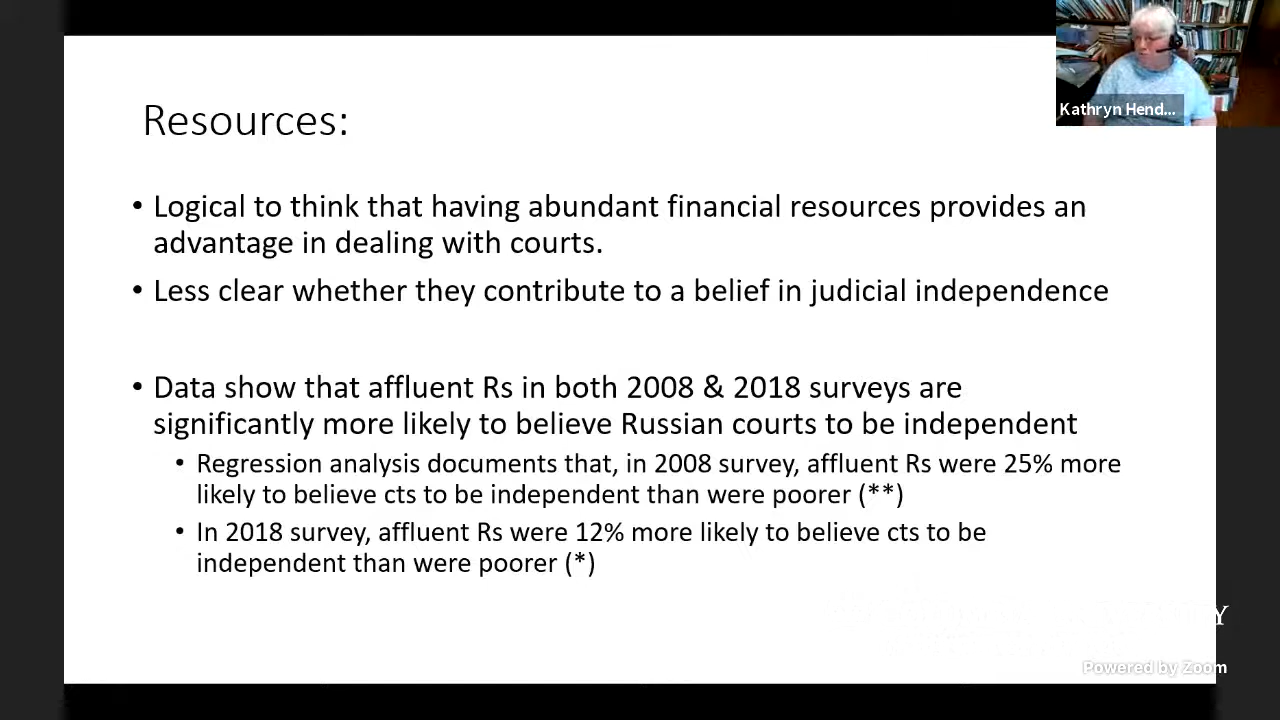 Resources:
Kathryn Hend...
• Logical to think that having abundant financial resources provides an
advantage in dealing with courts.
• Less clear whether they contribute to a belief in judicial independence
• Data show that affluent Rs in both 2008 & 2018 surveys are
significantly more likely to believe Russian courts to be independent
• Regression analysis documents that, in 2008 survey, affluent Rs were 25% more
likely to believe cts to be independent than were poorer (**)
• In 2018 survey, affluent Rs were 12% more likely to believe cts to be
independent than were poorer (*)
Powered by Zoom